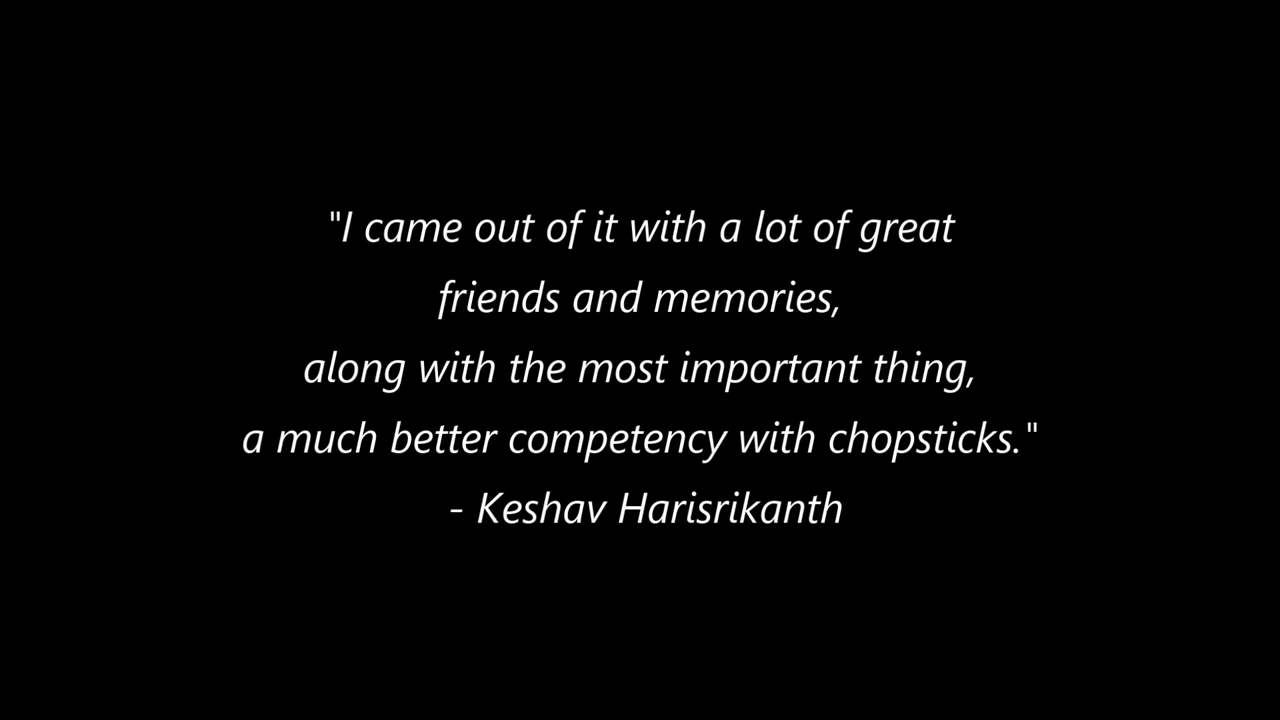 "I came out of it with a lot of great
friends and memories,
along with the most important thing,
a much better competency with chopsticks."
- Keshav Harisrikanth